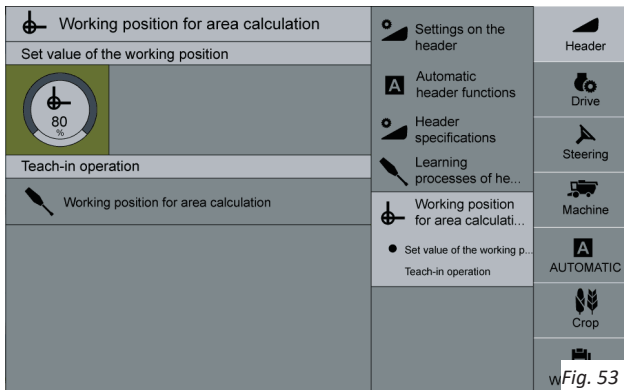 Working position for area calculation
Set value of the working position
80
%
Teach-in operation
Working position for area calculation
Settings on the
header
A
Automatic
header functions
Header
specifications
Learning
processes of he...
Working position
for area calculati...
Set value of the working p...
Teach-in operation
Header
Drive
Steering
Machine
A
AUTOMATIC
Crop
Fig. 53